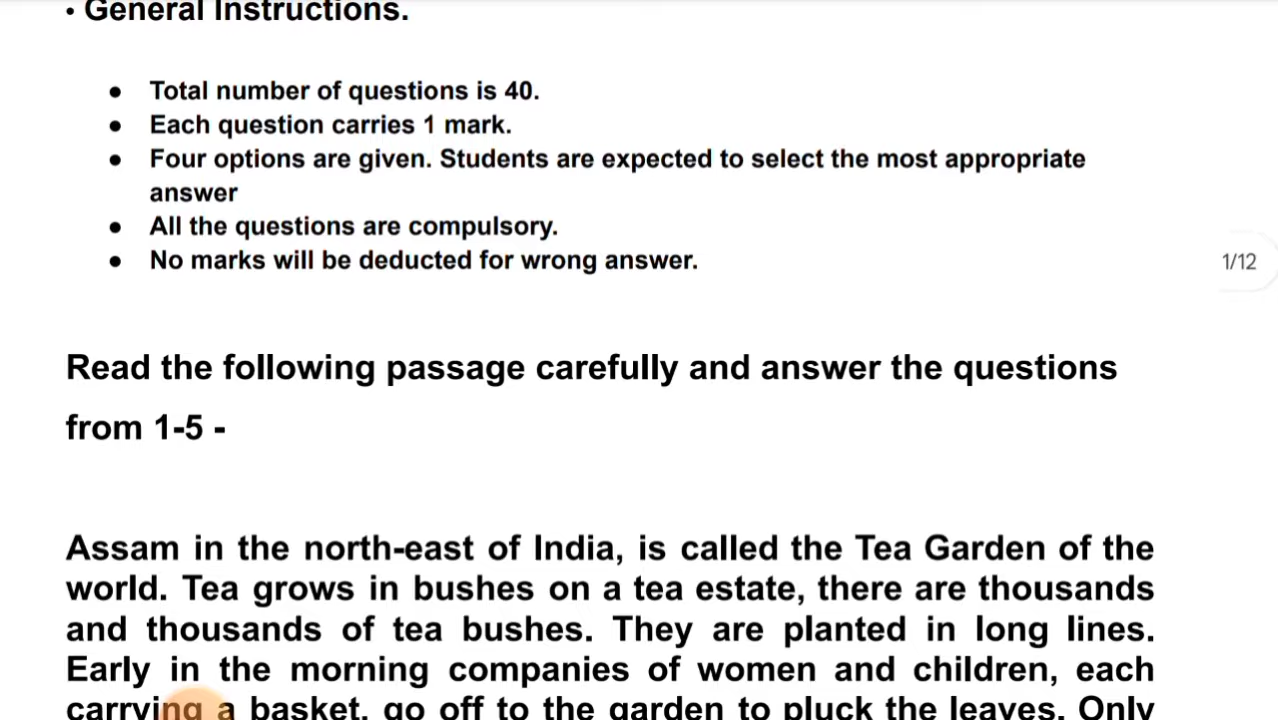 • General Instructions.
● Total number of questions is 40.
● Each question carries 1 mark.
● Four options are given. Students are expected to select the most appropriate
answer
● All the questions are compulsory.
● No marks will be deducted for wrong answer.
1/12
Read the following passage carefully and answer the questions
from 1-5 -
Assam in the north-east of India, is called the Tea Garden of the
world. Tea grows in bushes on a tea estate, there are thousands
and thousands of tea bushes. They are planted in long lines.
Early in the morning companies of women and children, each
carrying a basket, go off to the garden to pluck the leaves. Only